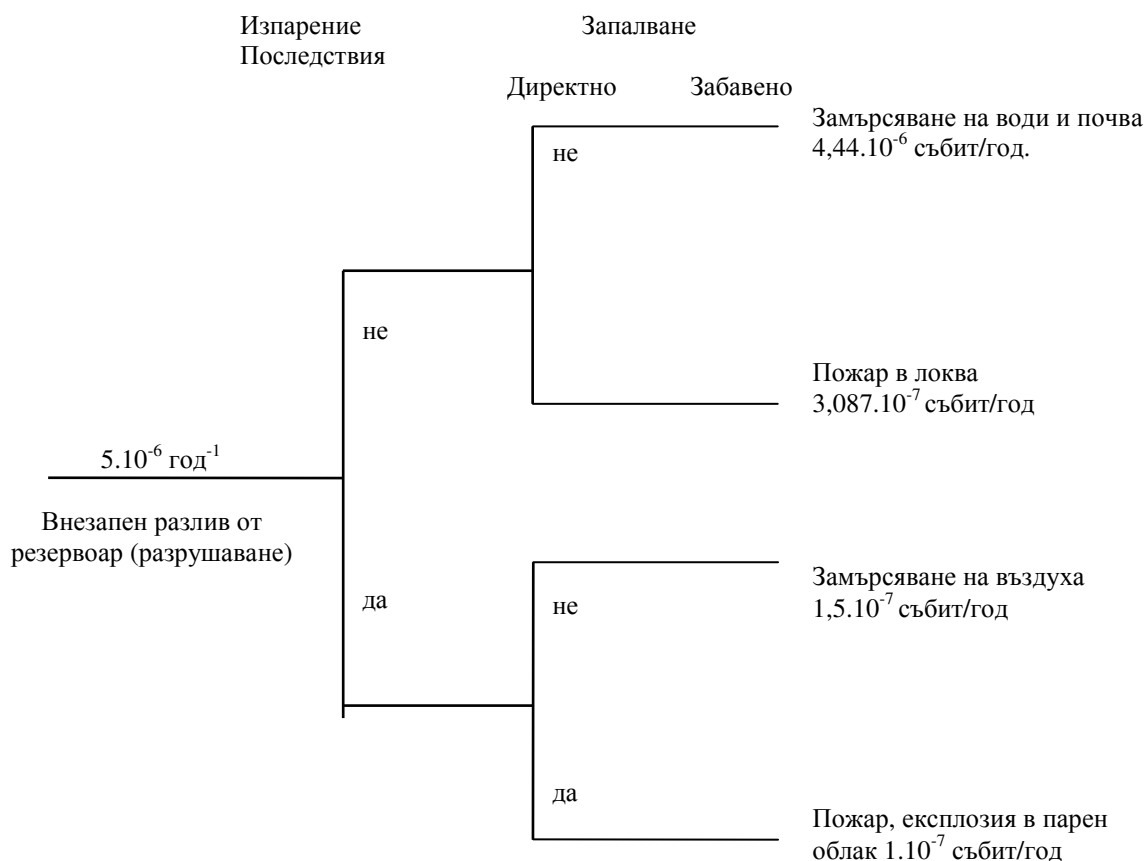 Изпарение Запалване
Последствия
Директно Забавено
Замърсяване на води и почва
4,44.10⁻⁶ събит/год.
не
не
Пожар в локва
3,087.10⁻⁷ събит/год
5.10⁻⁶ год⁻¹
Внезапен разлив от
резервоар (разрушаване)
Замърсяване на въздуха
1,5.10⁻⁷ събит/год
да
не
да
Пожар, експлозия в парен
облак 1.10⁻⁷ събит/год